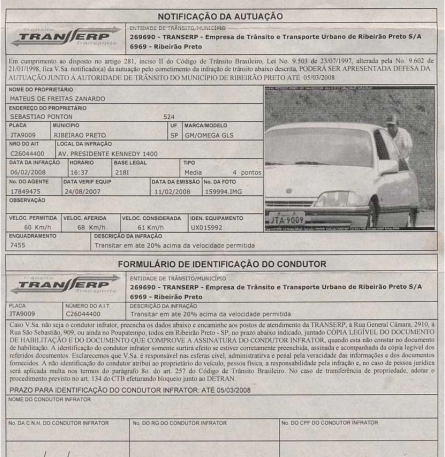 NOTIFICAÇÃO DA AUTUAÇÃO
TRANSERP
Transporte
ENTIDADE DE TRÂNSITO/MUNICÍPIO
269690 - TRANSERP - Empresa de Trânsito e Transporte Urbano de Ribeirão Preto S/A
6969 - Ribeirão Preto
Em cumprimento ao disposto no artigo 281, inciso II do Código de Trânsito Brasileiro, Lei No. 9.503 de 23/07/1997, alterada pela No. 9.602 de
21/01/1998, fica V.Sa. notificado(a) da autuação pelo cometimento da infração de trânsito abaixo descrita, PODERÁ SER APRESENTADA DEFESA DA
AUTUAÇÃO JUNTO À AUTORIDADE DE TRÂNSITO DO MUNICÍPIO DE RIBEIRÃO PRETO ATÉ 05/03/2008
NOME DO PROPRIETÁRIO
MATEUS DE FREITAS ZANARDO
ENDEREÇO DO PROPRIETÁRIO
SEBASTIAO PONTON 524
PLACA MUNICÍPIO UF MARCA/MODELO
JTA9009 RIBEIRAO PRETO SP GM/OMEGA GLS
NRO DO AIT LOCAL DA INFRAÇÃO
C26044400 AV. PRESIDENTE KENNEDY 1400
DATA DA INFRAÇÃO HORÁRIO BASE LEGAL TIPO
06/02/2008 16:37 218I Media 4 pontos
No. DO AGENTE DATA VERIF EQUIP DATA DA EMISSÃO No. DA FOTO
17849475 24/08/2007 11/02/2008 159994.IMG
OBSERVAÇÃO
VELOC. PERMITIDA VELOC. AFERIDA VELOC. CONSIDERADA IDEN. EQUIPAMENTO
60 Km/h 68 Km/h 61 Km/h UX015992
ENQUADRAMENTO DESCRIÇÃO DA INFRAÇÃO
7455 Transitar em ate 20% acima da velocidade permitida
JTA-9009
FORMULÁRIO DE IDENTIFICAÇÃO DO CONDUTOR
TRANSERP
Transporte
ENTIDADE DE TRÂNSITO/MUNICÍPIO
269690 - TRANSERP - Empresa de Trânsito e Transporte Urbano de Ribeirão Preto S/A
6969 - Ribeirão Preto
PLACA NÚMERO DO A.I.T. DESCRIÇÃO DA INFRAÇÃO
JTA9009 C26044400 Transitar em ate 20% acima da velocidade permitida
Caso V.Sa. não seja o condutor infrator, preencha os dados abaixo e encaminhe aos postos de atendimento da TRANSERP, à Rua General Câmara, 2910, à
Rua São Sebastião, 909, ou ainda no Poupatempo, todos em Ribeirão Preto - SP, no prazo abaixo indicado, juntando CÓPIA LEGÍVEL DO DOCUMENTO
DE HABILITAÇÃO E DO DOCUMENTO QUE COMPROVE A ASSINATURA DO CONDUTOR INFRATOR, quando esta não constar no documento
de habilitação. A identificação do condutor infrator somente surtirá efeito se estiver corretamente preenchida, assinada e acompanhada da cópia legível dos
referidos documentos. Esclarecemos que V.Sa. é responsável nas esferas cível, administrativa e penal pela veracidade das informações e dos documentos
fornecidos. A não identificação do condutor atribui ao proprietário do veículo, pessoa física, a responsabilidade pela infração e, no caso de pessoa jurídica
será aplicada multa nos termos do parágrafo 8o. do art. 257 do Código de Trânsito Brasileiro. No caso de transferência de propriedade, adotar o
procedimento previsto no art. 134 do CTB efeturando bloqueio junto ao DETRAN.
PRAZO PARA IDENTIFICAÇÃO DO CONDUTOR INFRATOR: ATÉ 05/03/2008
NOME DO CONDUTOR INFRATOR
No. DA C.N.H. DO CONDUTOR INFRATOR No. DO RG DO CONDUTOR INFRATOR No. DO CPF DO CONDUTOR INFRATOR
/ /